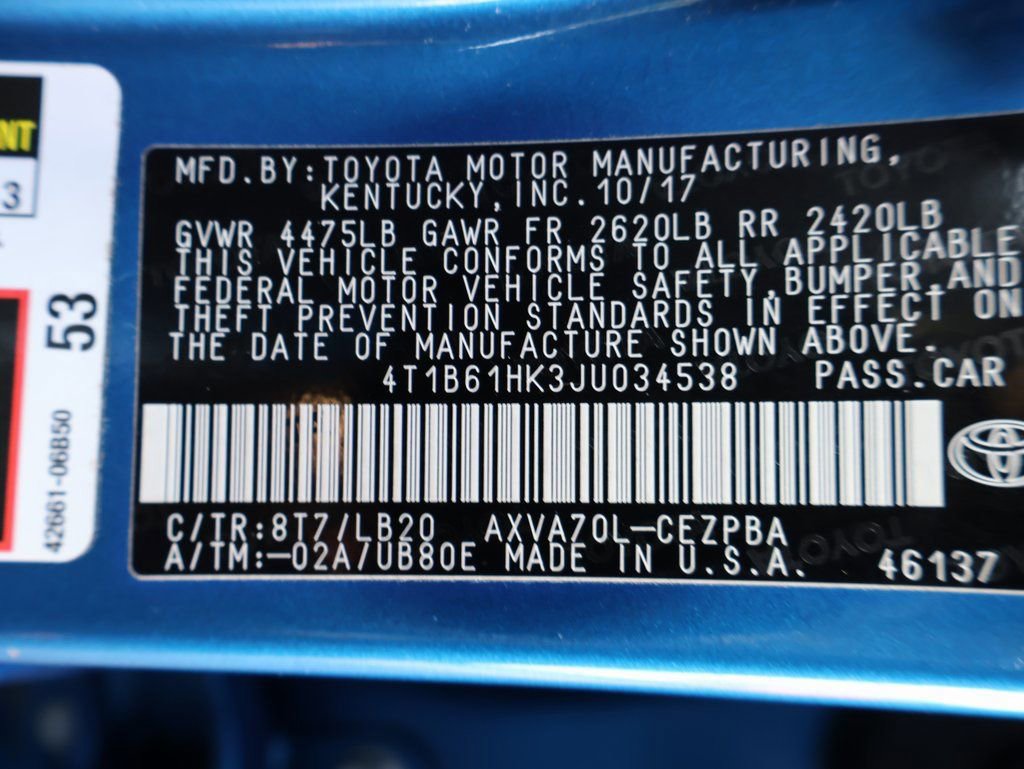 NT
3
53
42661-06B50
MFD.BY:TOYOTA MOTOR MANUFACTURING,
KENTUCKY,INC.10/17
GVWR 4475LB GAWR FR 2620LB RR 2420LB
THIS VEHICLE CONFORMS TO ALL APPLICABLE
FEDERAL MOTOR VEHICLE SAFETY,BUMPER,AND
THEFT PREVENTION STANDARDS IN EFFECT ON
THE DATE OF MANUFACTURE SHOWN ABOVE.
4T1B61HK3JU034538 PASS.CAR
C/TR:8T7/LB20 AXVA70L-CEZPBA
A/TM:-02A/UB80E MADE IN U.S.A. 46137